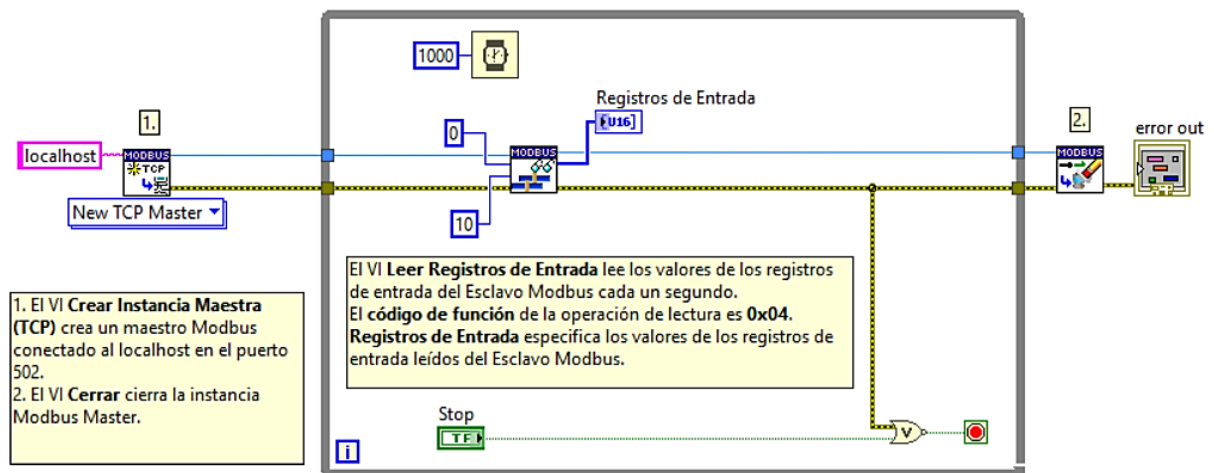 1000
Registros de Entrada
U16]
1.
0
2.
error out
localhost
MODBUS
TCP
MODBUS
MODBUS
New TCP Master
10
El VI Leer Registros de Entrada lee los valores de los registros
de entrada del Esclavo Modbus cada un segundo.
El código de función de la operación de lectura es 0x04.
Registros de Entrada especifica los valores de los registros de
entrada leídos del Esclavo Modbus.
1. El VI Crear Instancia Maestra
(TCP) crea un maestro Modbus
conectado al localhost en el puerto
502.
2. El VI Cerrar cierra la instancia
Modbus Master.
Stop
TF
V
i